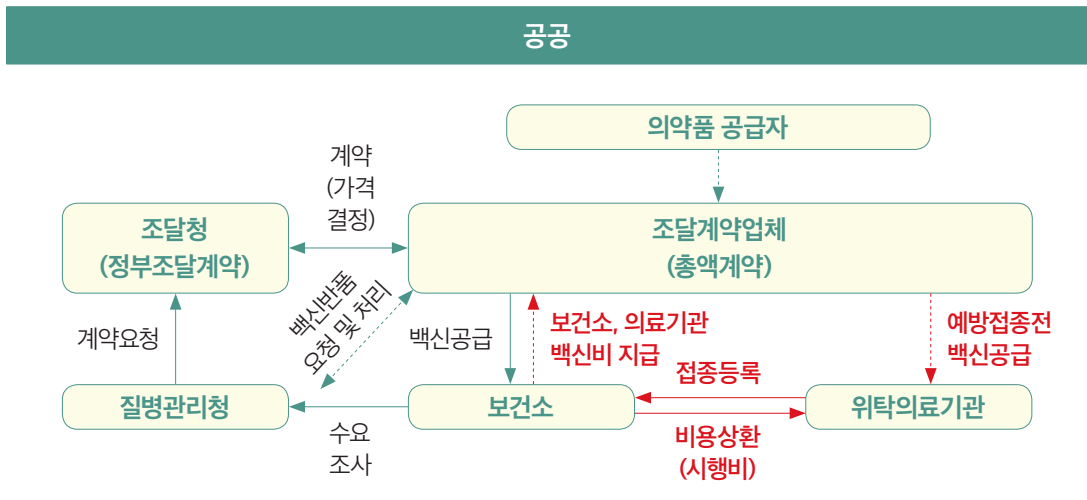 공공
의약품 공급자
계약
(가격
결정)
조달청
(정부조달계약)
조달계약업체
(총액계약)
백신반품
요청 및 처리
계약요청
백신공급
보건소, 의료기관
백신비 지급
예방접종전
백신공급
접종등록
질병관리청
보건소
위탁의료기관
수요
조사
비용상환
(시행비)